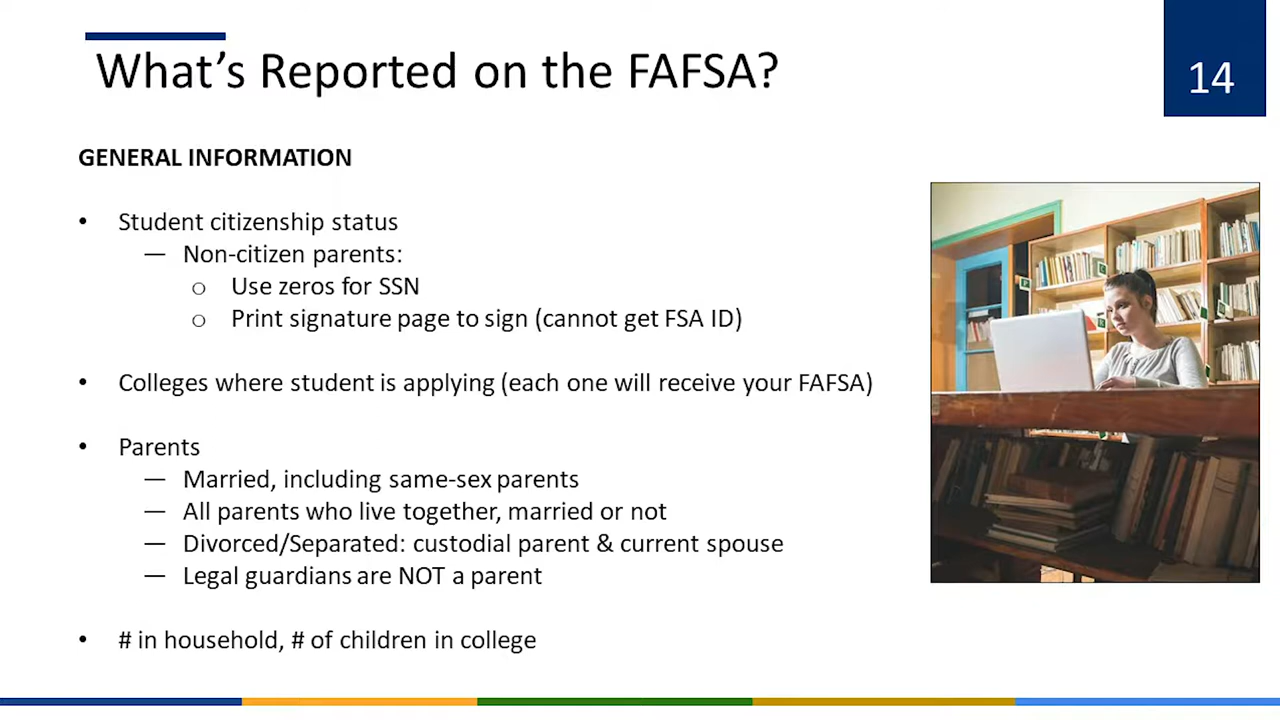 What's Reported on the FAFSA?
14
GENERAL INFORMATION
• Student citizenship status
— Non-citizen parents:
○ Use zeros for SSN
○ Print signature page to sign (cannot get FSA ID)
• Colleges where student is applying (each one will receive your FAFSA)
• Parents
— Married, including same-sex parents
— All parents who live together, married or not
— Divorced/Separated: custodial parent & current spouse
— Legal guardians are NOT a parent
• # in household, # of children in college